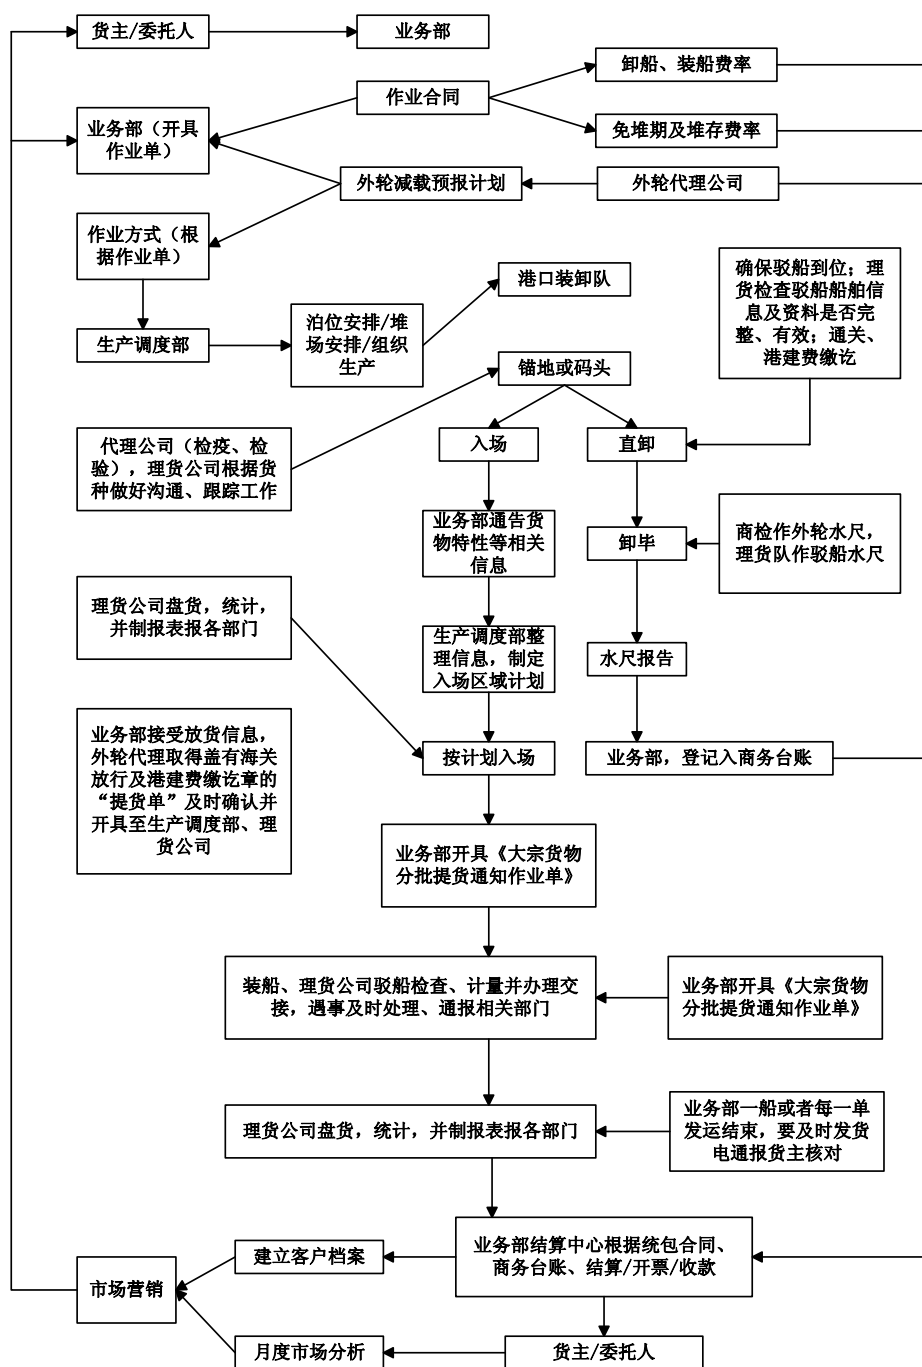 货主/委托人
业务部
作业合同
卸船、装船费率
业务部（开具
作业单）
免堆期及堆存费率
外轮减载预报计划
外轮代理公司
作业方式（根
据作业单）
确保驳船到位；理
货检查驳船船舶信
息及资料是否完
整、有效；通关、
港建费缴讫
港口装卸队
生产调度部
泊位安排/堆
场安排/组织
生产
锚地或码头
代理公司（检疫、检
验），理货公司根据货
种做好沟通、跟踪工作
入场
直卸
业务部通告货
物特性等相关
信息
卸毕
商检作外轮水尺，
理货队作驳船水尺
理货公司盘货，统计，
并制报表报各部门
生产调度部整
理信息，制定
入场区域计划
水尺报告
业务部接受放货信息，
外轮代理取得盖有海关
放行及港建费缴讫章的
“提货单”及时确认并
开具至生产调度部、理
货公司
按计划入场
业务部，登记入商务台账
业务部开具《大宗货物
分批提货通知作业单》
装船、理货公司驳船检查、计量并办理交
接，遇事及时处理、通报相关部门
业务部开具《大宗货物
分批提货通知作业单》
理货公司盘货，统计，并制报表报各部门
业务部一船或者每一单
发运结束，要及时发货
电通报货主核对
市场营销
建立客户档案
业务部结算中心根据统包合同、
商务台账、结算/开票/收款
月度市场分析
货主/委托人